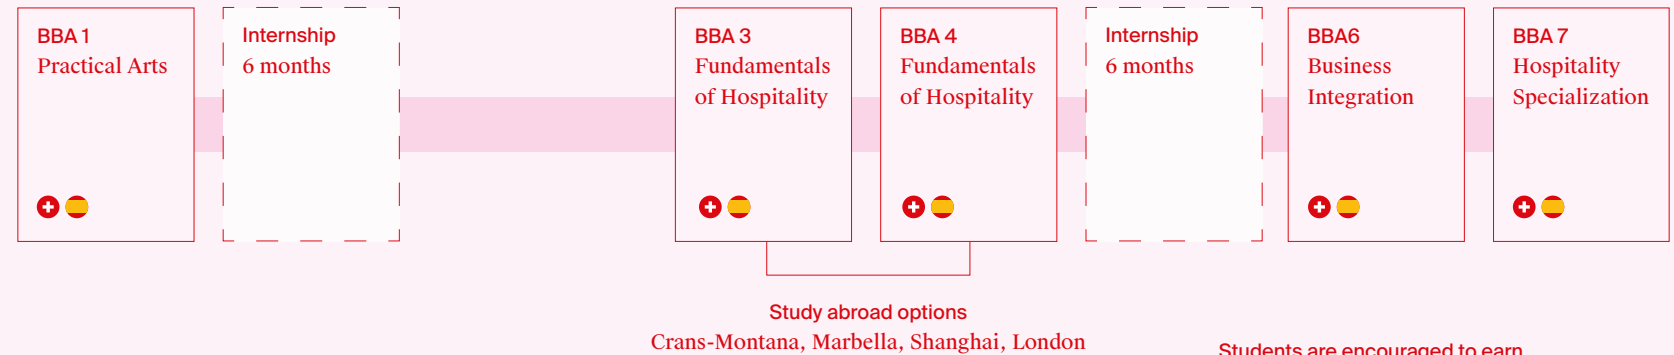 BBA 1
Practical Arts
Internship
6 months
BBA 3
Fundamentals
of Hospitality
BBA 4
Fundamentals
of Hospitality
Internship
6 months
BBA6
Business
Integration
BBA 7
Hospitality
Specialization
Study abroad options
Crans-Montana, Marbella, Shanghai, London
Students are encouraged to earn